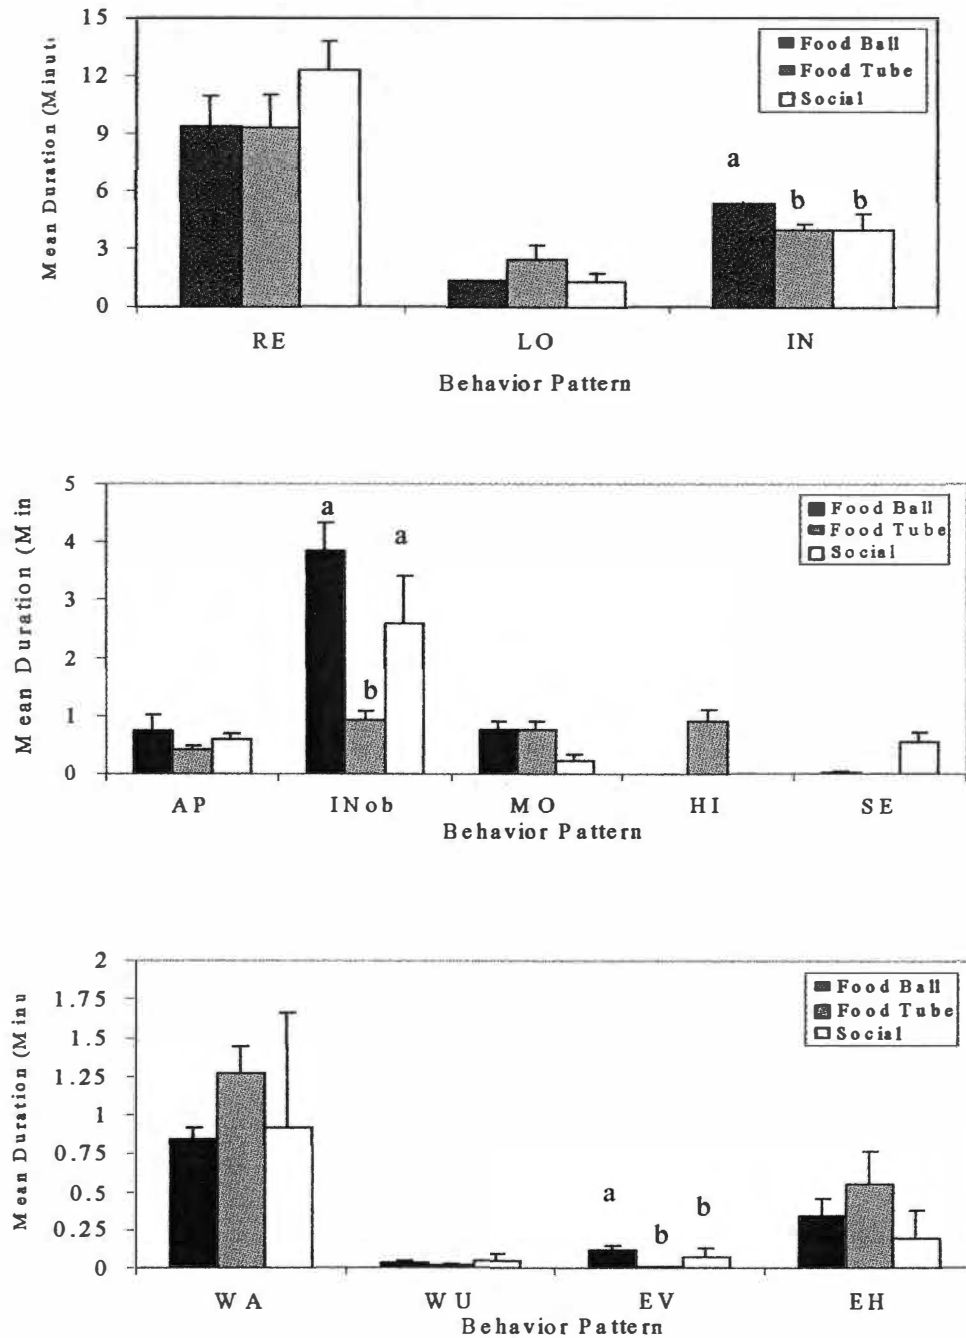 Mean Duration (Minut
15
12
9
6
3
0
Food Ball
Food Tube
Social
a
b
b
RE LO IN
Behavior Pattern
Mean Duration (Min
5
4
3
2
1
0
Food Ball
Food Tube
Social
a
a
b
AP INob MO HI SE
Behavior Pattern
Mean Duration (Minu
2
1.75
1.5
1.25
1
0.75
0.5
0.25
0
Food Ball
Food Tube
Social
a
b
b
WA WU EV EH
Behavior Pattern